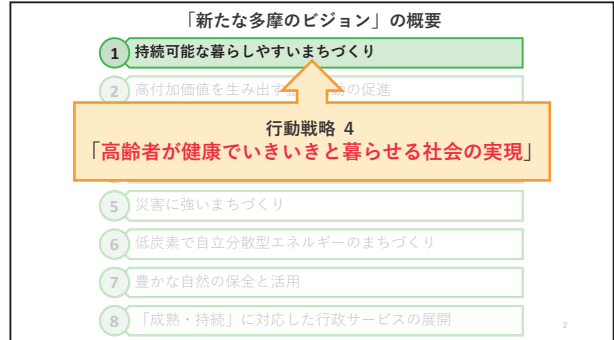 「新たな多摩のビジョン」の概要
1 持続可能な暮らしやすいまちづくり
2 高付加価値を生み出す
の促進
行動戦略 4
「高齢者が健康でいきいきと暮らせる社会の実現」
5 災害に強いまちづくり
6 低炭素で自立分散型エネルギーのまちづくり
7 豊かな自然の保全と活用
8 「成熟・持続」に対応した行政サービスの展開
2